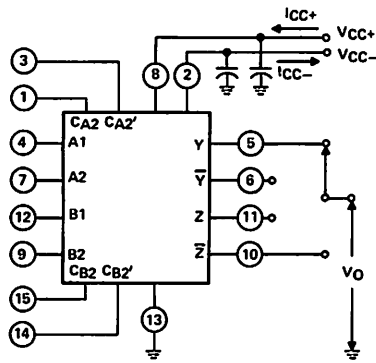 ICC+
VCC+
VCC−
ICC−
3
8
2
1
CA2 CA2'
4 A1 Y 5
7 A2 Y̅ 6
12 B1 Z 11
9 B2 Z̅ 10
CB2 CB2'
15
14
13
VO